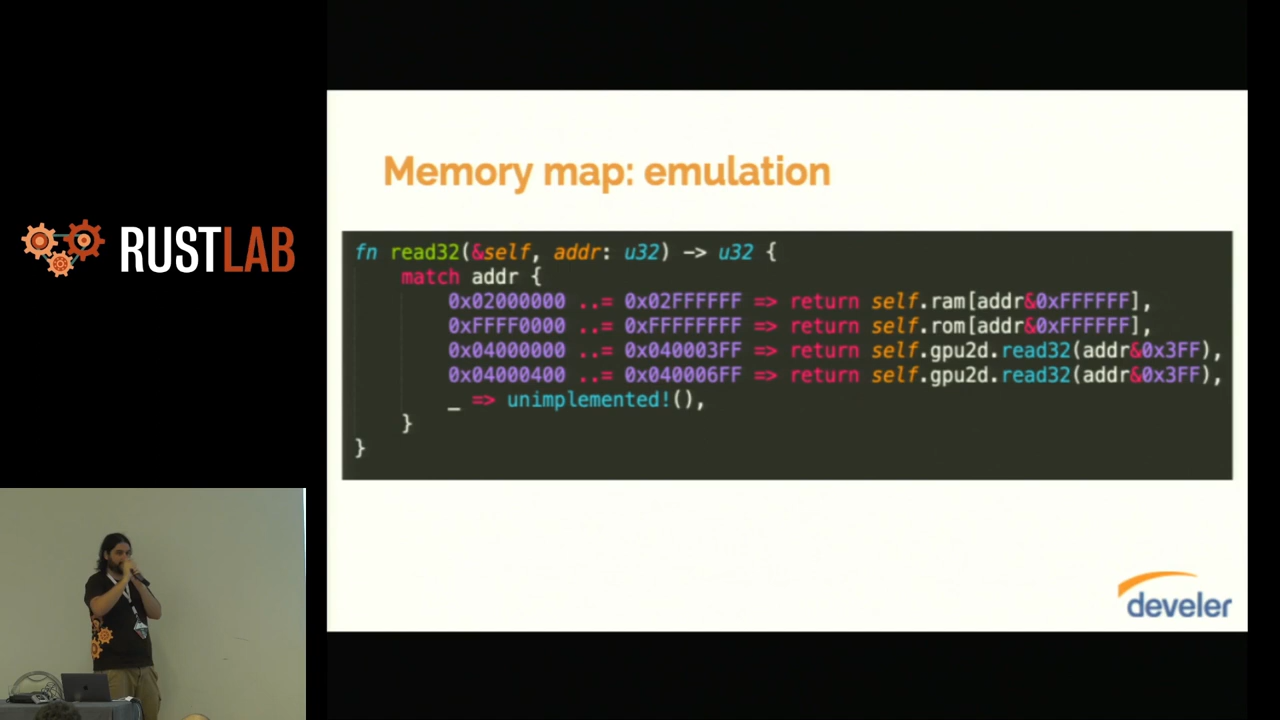 RUSTLAB
Memory map: emulation
fn read32(&self, addr: u32) -> u32 {
match addr {
0x02000000 ..= 0x02FFFFFF => return self.ram[addr&0xFFFFFF],
0xFFFF0000 ..= 0xFFFFFFFF => return self.rom[addr&0xFFFFFF],
0x04000000 ..= 0x040003FF => return self.gpu2d.read32(addr&0x3FF),
0x04000400 ..= 0x040006FF => return self.gpu2d.read32(addr&0x3FF),
_ => unimplemented!(),
}
}
develer